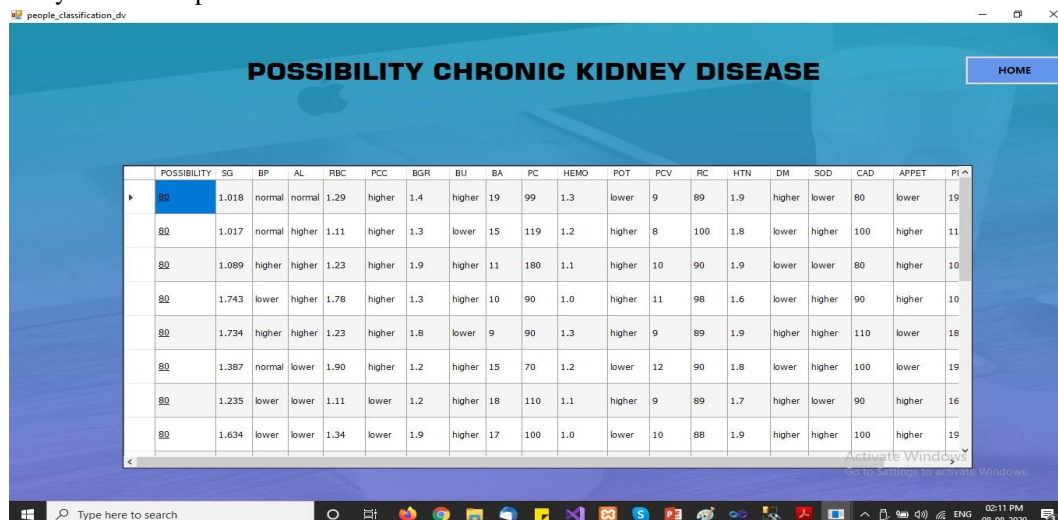 people_classification_dv
POSSIBILITY CHRONIC KIDNEY DISEASE
HOME
POSSIBILITY SG BP AL RBC PCC BGR BU BA PC HEMO POT PCV RC HTN DM SOD CAD APPET
80 1.018 normal normal 1.29 higher 1.4 higher 19 99 1.3 lower 9 89 1.9 higher lower 80 lower 19
80 1.017 normal higher 1.11 higher 1.3 lower 15 119 1.2 higher 8 100 1.8 lower higher 100 higher 11
80 1.089 higher higher 1.23 higher 1.9 higher 11 180 1.1 higher 10 90 1.9 lower lower 80 higher 10
80 1.743 lower higher 1.78 higher 1.3 higher 10 90 1.0 higher 11 98 1.6 lower higher 90 higher 10
80 1.734 higher higher 1.23 higher 1.8 lower 9 90 1.3 higher 9 89 1.9 higher higher 110 lower 18
80 1.387 normal lower 1.90 higher 1.2 higher 15 70 1.2 lower 12 90 1.8 lower higher 100 lower 19
80 1.235 lower lower 1.11 lower 1.2 higher 18 110 1.1 higher 9 89 1.7 higher lower 90 higher 16
80 1.634 lower lower 1.34 lower 1.9 higher 17 100 1.0 lower 10 88 1.9 higher higher 100 higher 19
Activate Windows
Go to Settings to activate Windows.
Type here to search
ENG
02:11 PM
08-08-2020